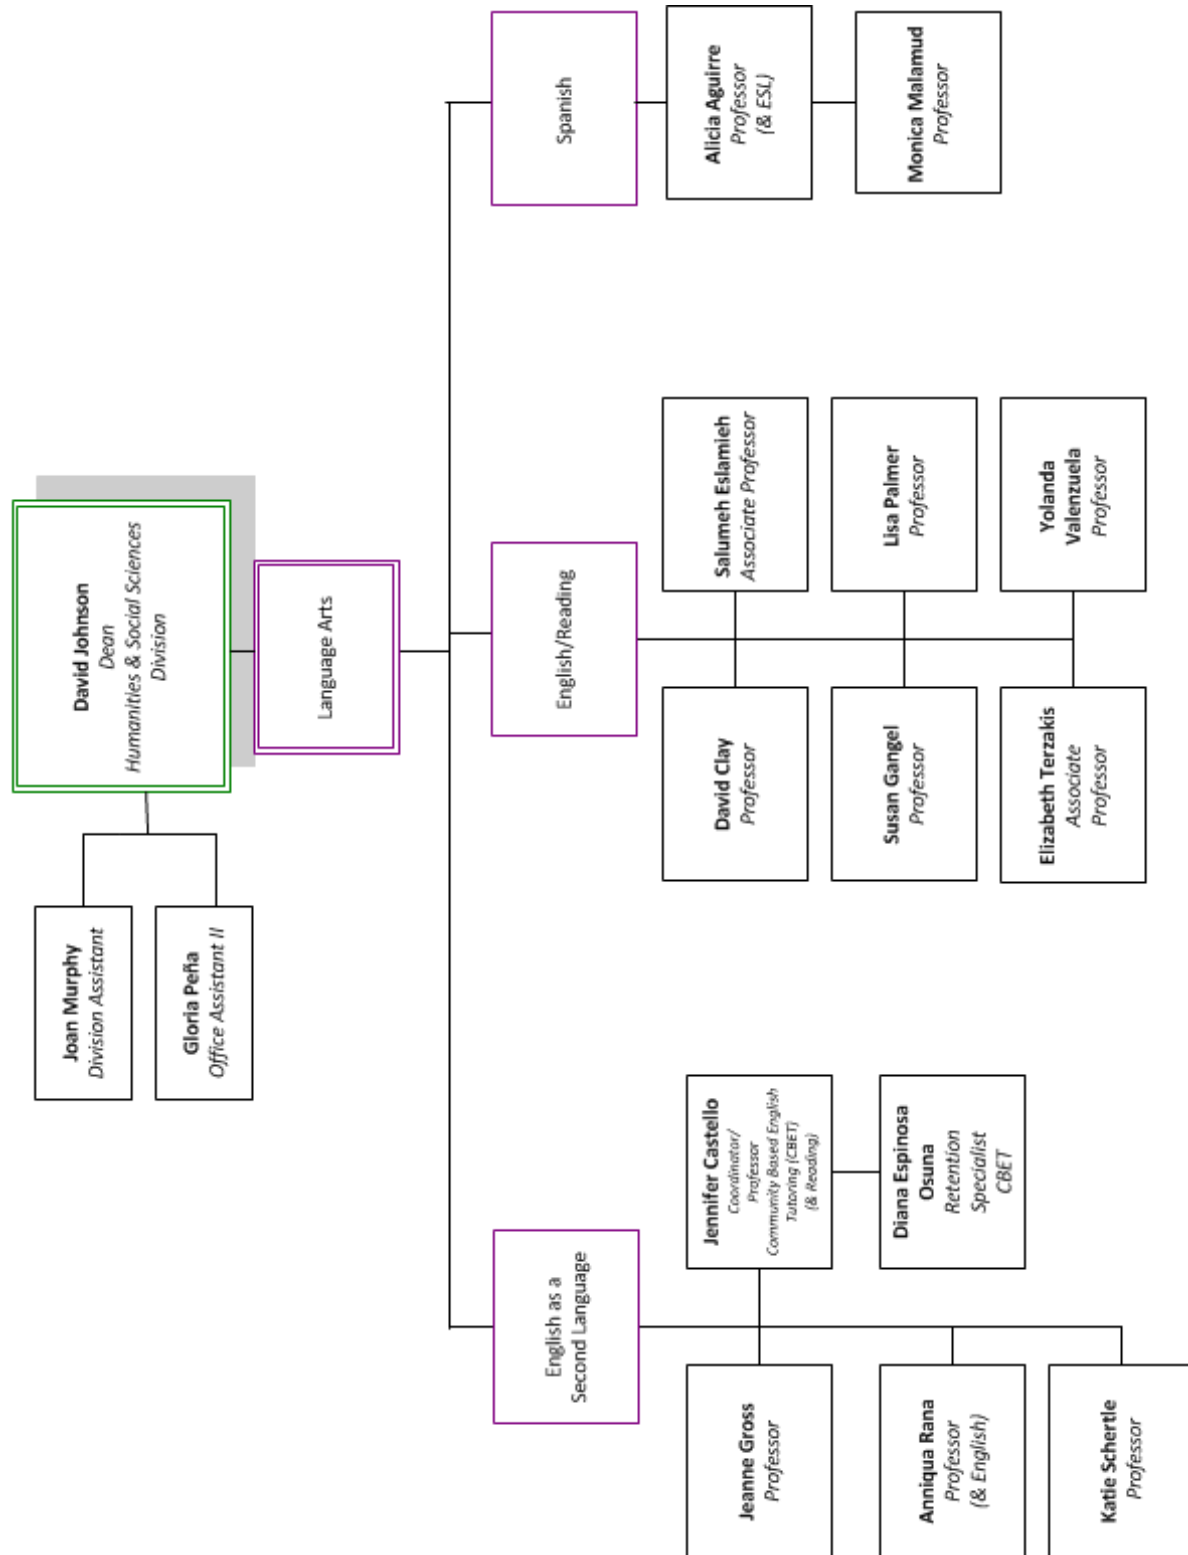 David Johnson
Dean
Humanities & Social Sciences
Division
Joan Murphy
Division Assistant
Gloria Peña
Office Assistant II
Language Arts
English as a
Second Language
Jeanne Gross
Professor
Jennifer Castello
Coordinator/
Professor
Community Based English
Tutoring (CBET)
(& Reading)
Anniqua Rana
Professor
(& English)
Diana Espinosa
Osuna
Retention
Specialist
CBET
Katie Schertle
Professor
English/Reading
David Clay
Professor
Salumeh Eslamieh
Associate Professor
Susan Gangel
Professor
Lisa Palmer
Professor
Elizabeth Terzakis
Associate
Professor
Yolanda
Valenzuela
Professor
Spanish
Alicia Aguirre
Professor
(& ESL)
Monica Malamud
Professor